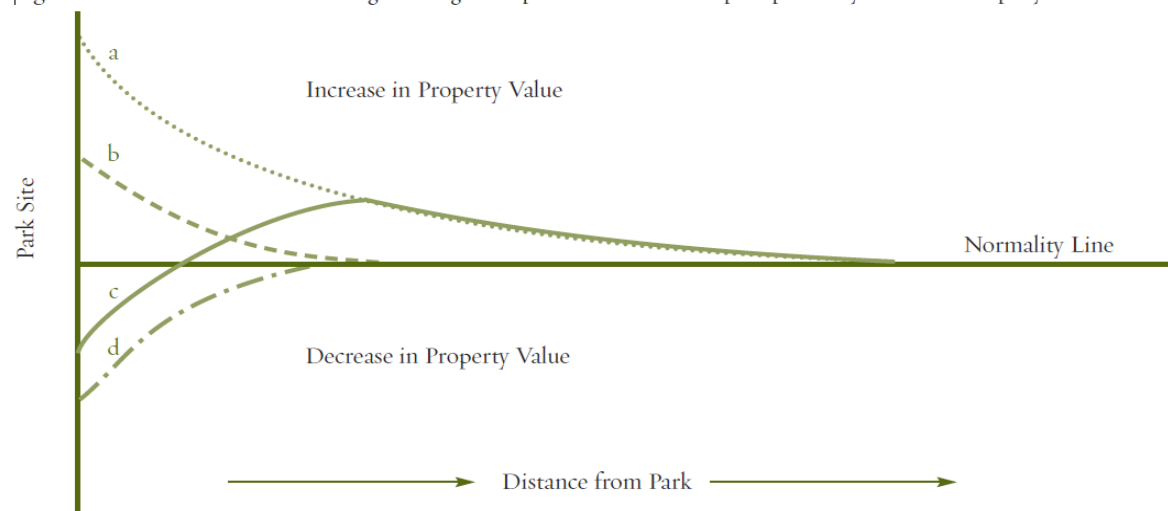 a
Increase in Property Value
b
Park Site
Normality Line
c
d
Decrease in Property Value
Distance from Park